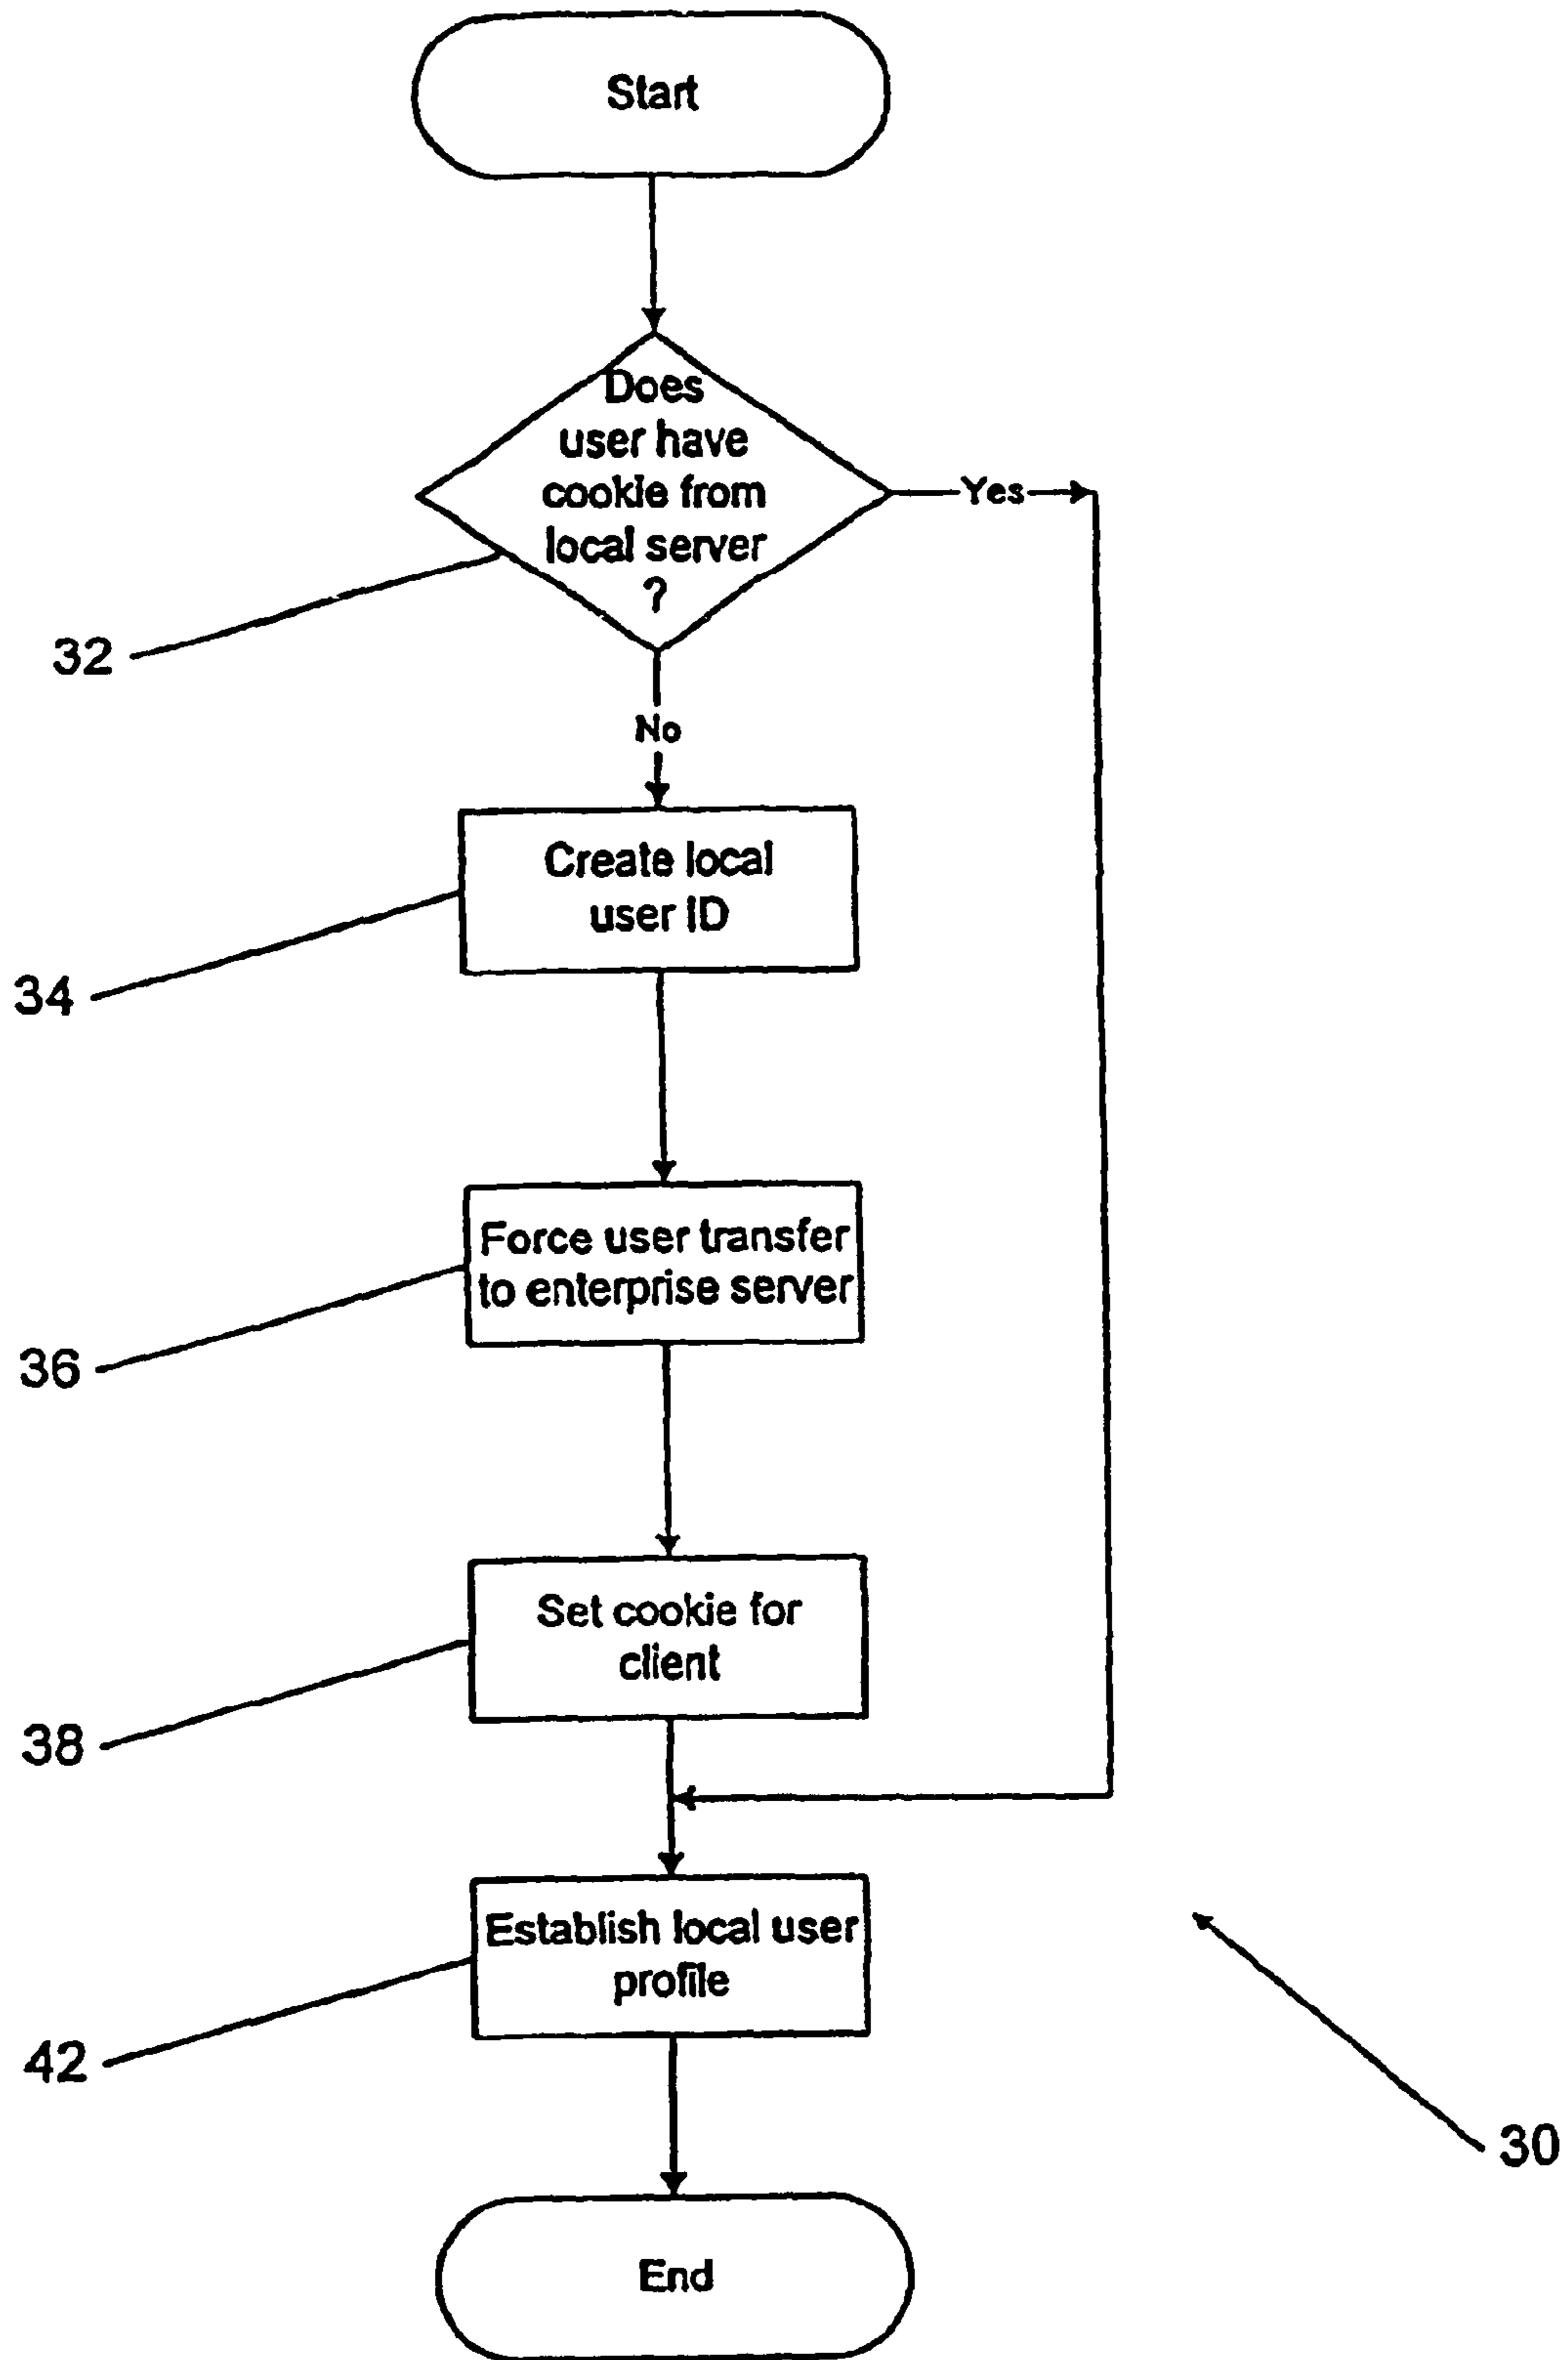 Start
Does
user have
cookie from
local server
?
Yes
32
No
Create local
user ID
34
Force user transfer
to enterprise server
36
Set cookie for
client
38
Establish local user
profile
42
30
End